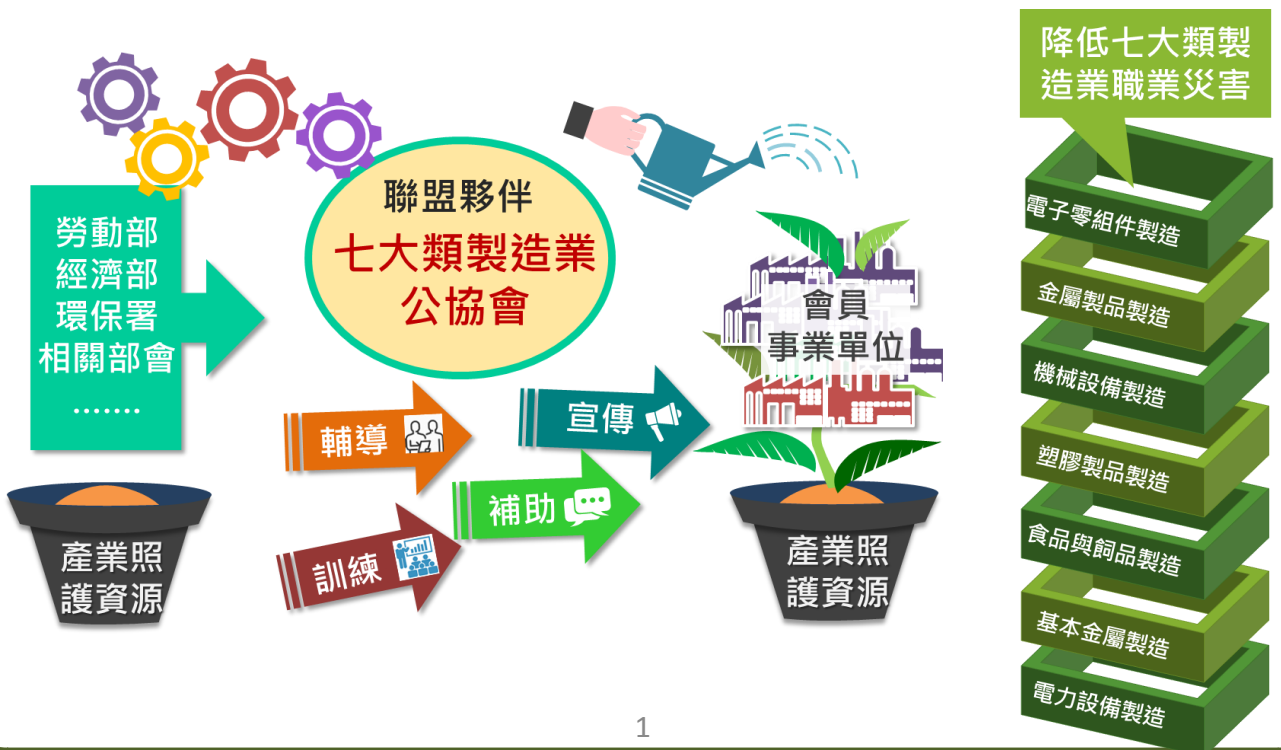 降低七大類製
造業職業災害
勞動部
經濟部
環保署
相關部會
.......
聯盟夥伴
七大類製造業
公協會
輔導
宣傳
補助
訓練
會員
事業單位
產業照
護資源
產業照
護資源
電子零組件製造
金屬製品製造
機械設備製造
塑膠製品製造
食品與飼品製造
基本金屬製造
電力設備製造
1